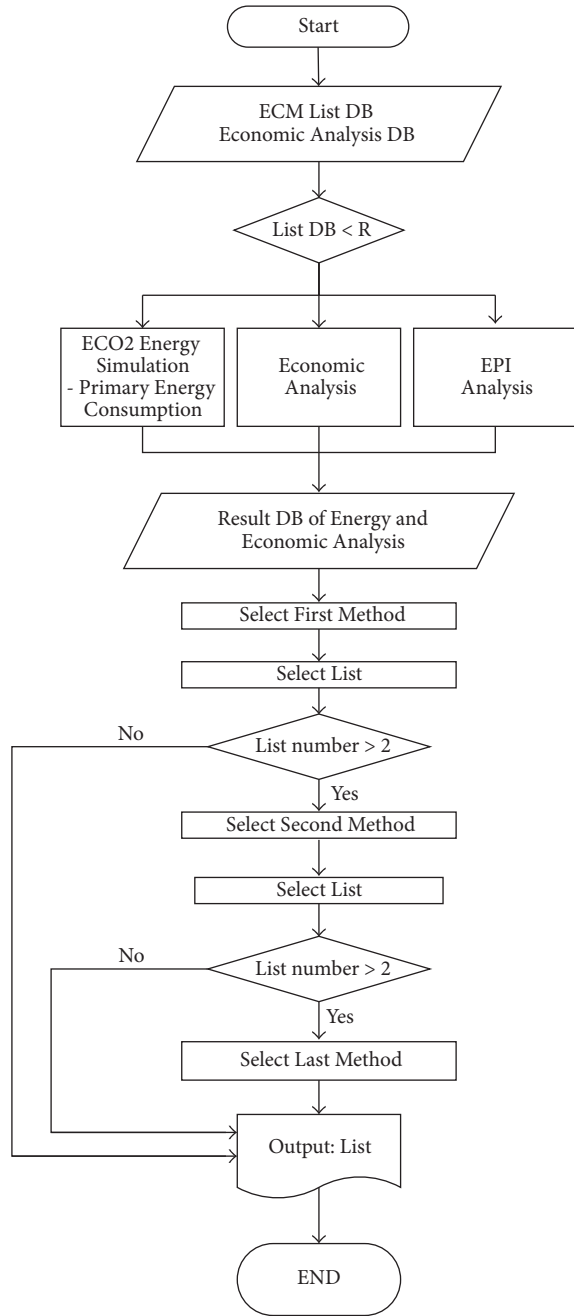 Start
ECM List DB
Economic Analysis DB
List DB < R
ECO2 Energy
Simulation
- Primary Energy
Consumption
Economic
Analysis
EPI
Analysis
Result DB of Energy and
Economic Analysis
Select First Method
Select List
No
List number > 2
Yes
Select Second Method
Select List
No
List number > 2
Yes
Select Last Method
Output: List
END